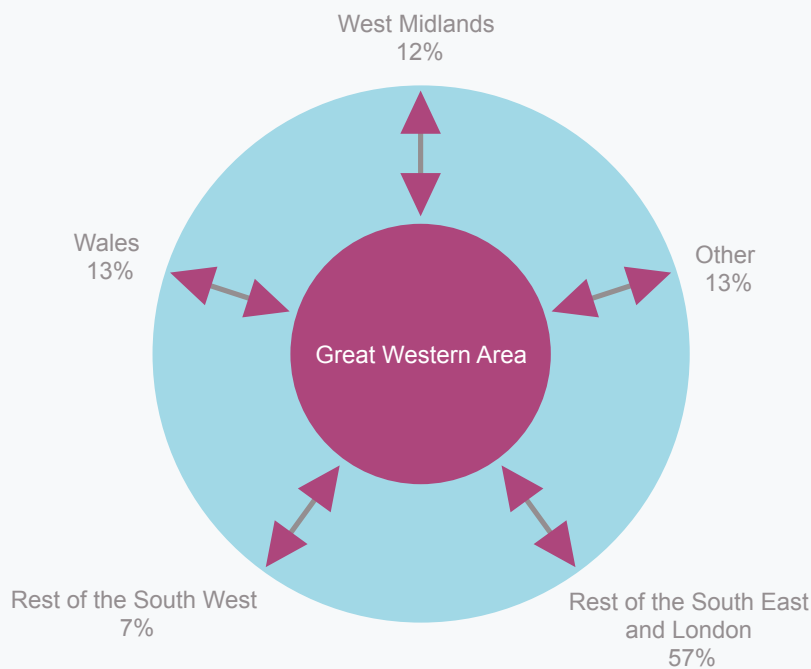 West Midlands
12%
Wales
13%
Other
13%
Great Western Area
Rest of the South West
7%
Rest of the South East
and London
57%